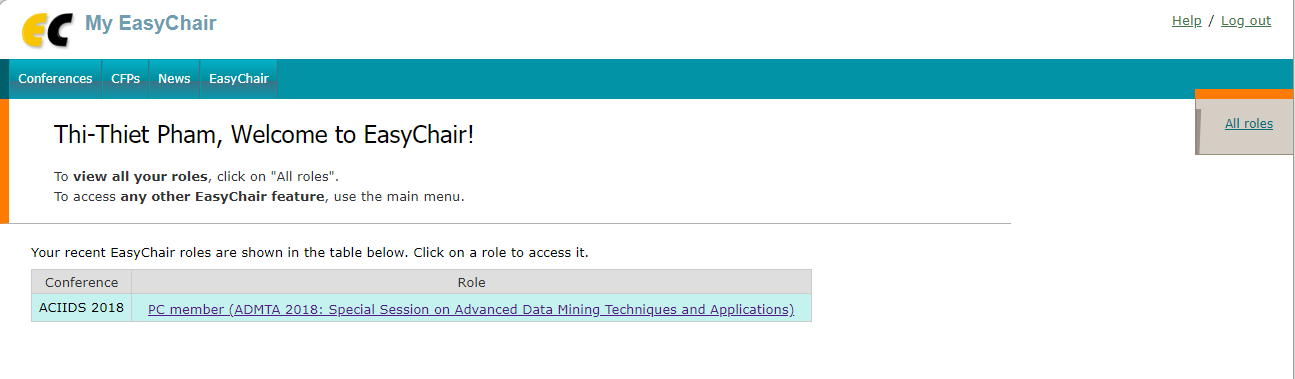 EC My EasyChair
Help / Log out
Conferences CFPs News EasyChair
All roles
Thi-Thiet Pham, Welcome to EasyChair!
To view all your roles, click on "All roles".
To access any other EasyChair feature, use the main menu.
Your recent EasyChair roles are shown in the table below. Click on a role to access it.
Conference Role
ACIIDS 2018 PC member (ADMTA 2018: Special Session on Advanced Data Mining Techniques and Applications)